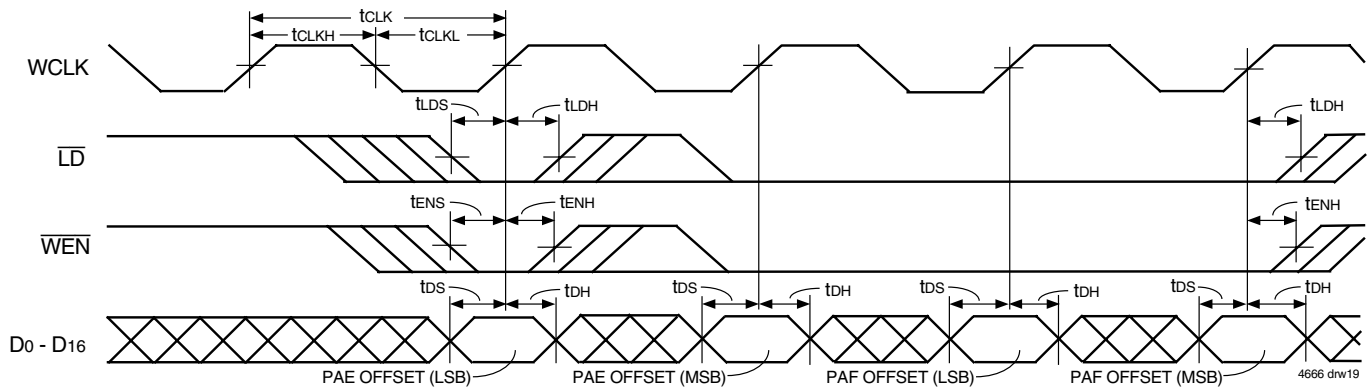 tCLK
tCLKH tCLKL
WCLK
tLDS tLDH tLDH
LD
tENS tENH tENH
WEN
tDS tDH tDS tDH tDS tDH tDS tDH
D0 - D16
PAE OFFSET (LSB) PAE OFFSET (MSB) PAF OFFSET (LSB) PAF OFFSET (MSB) 4666 drw19